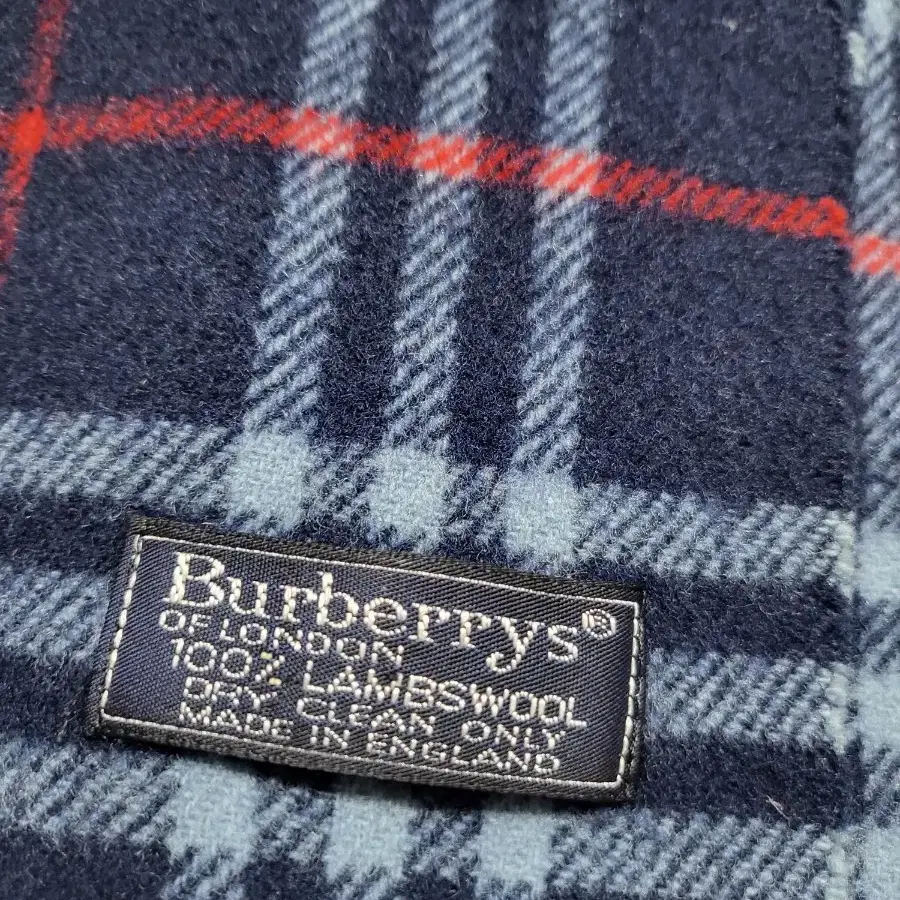 Burberrys®
OF LONDON
100% LAMBSWOOL
DRY CLEAN ONLY
MADE IN ENGLAND